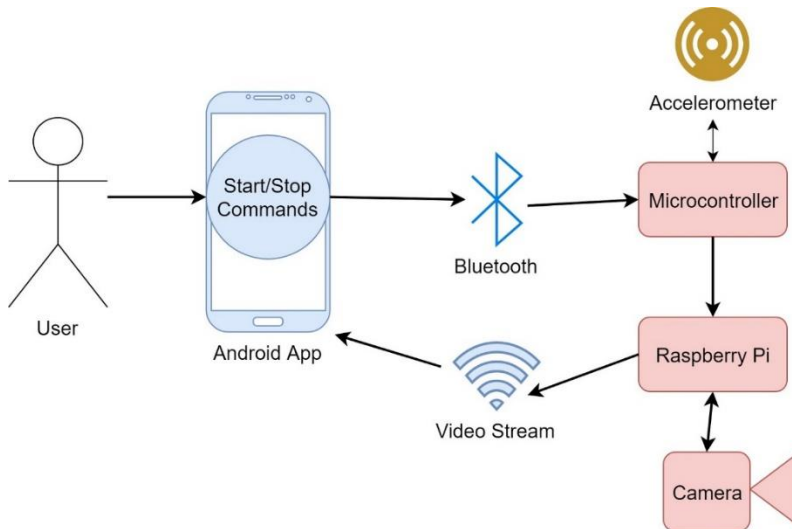 Accelerometer
Start/Stop
Commands
Microcontroller
Bluetooth
User
Android App
Raspberry Pi
Video Stream
Camera